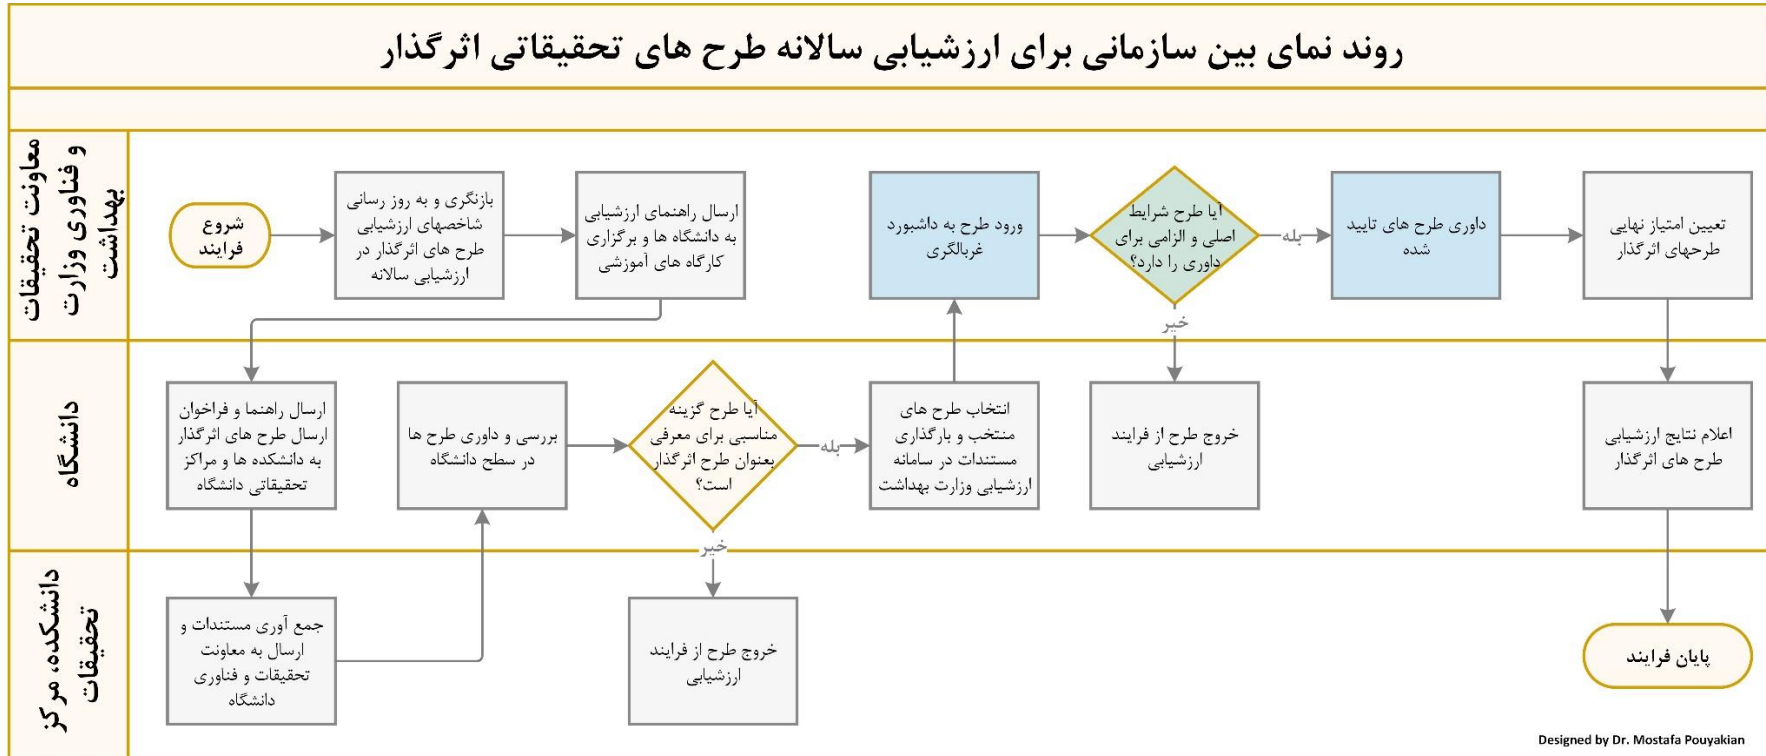 روند نمای بین سازمانی برای ارزشیابی سالانه طرح های تحقیقاتی اثرگذار
معاونت تحقیقات
و فناوری وزارت
بهداشت
شروع
فرایند
بازنگری و به روز رسانی
شاخصهای ارزشیابی
طرح های اثرگذار در
ارزشیابی سالانه
ارسال راهنمای ارزشیابی
به دانشگاه ها و برگزاری
کارگاه های آموزشی
ورود طرح به داشبورد
غربالگری
آیا طرح شرایط
اصلی و الزامی برای
داوری را دارد؟
بله
خیر
داوری طرح های تایید
شده
تعیین امتیاز نهایی
طرحهای اثرگذار
دانشگاه
ارسال راهنما و فراخوان
ارسال طرح های اثرگذار
به دانشکده ها و مراکز
تحقیقاتی دانشگاه
بررسی و داوری طرح ها
در سطح دانشگاه
آیا طرح گزینه
مناسبی برای معرفی
بعنوان طرح اثرگذار
است؟
بله
خیر
انتخاب طرح های
منتخب و بارگذاری
مستندات در سامانه
ارزشیابی وزارت بهداشت
خروج طرح از فرایند
ارزشیابی
اعلام نتایج ارزشیابی
طرح های اثرگذار
دانشکده، مرکز
تحقیقات
جمع آوری مستندات و
ارسال به معاونت
تحقیقات و فناوری
دانشگاه
خروج طرح از فرایند
ارزشیابی
پایان فرایند
Designed by Dr. Mostafa Pouyakian